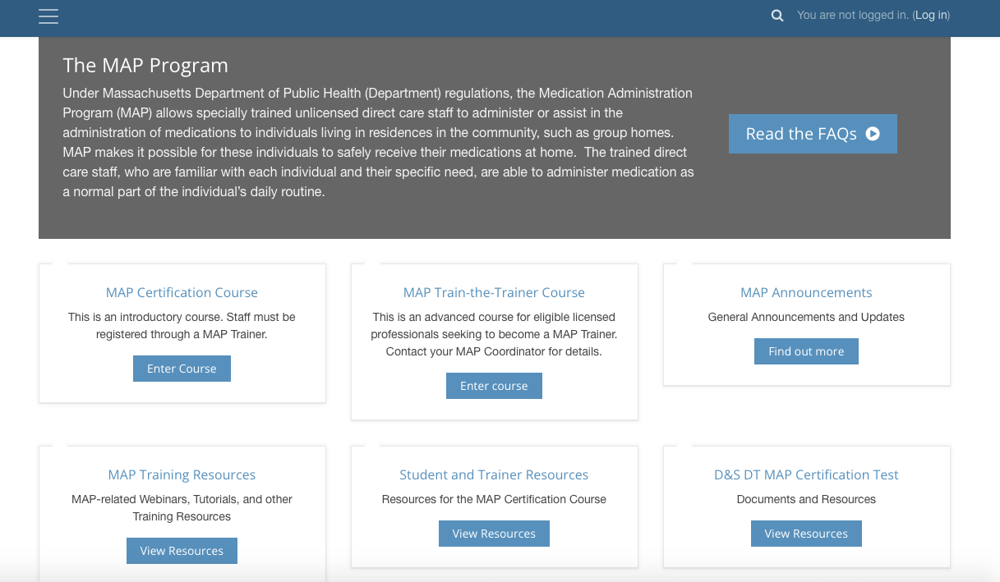 You are not logged in. (Log in)
The MAP Program
Under Massachusetts Department of Public Health (Department) regulations, the Medication Administration
Program (MAP) allows specially trained unlicensed direct care staff to administer or assist in the
administration of medications to individuals living in residences in the community, such as group homes.
MAP makes it possible for these individuals to safely receive their medications at home.  The trained direct
care staff, who are familiar with each individual and their specific need, are able to administer medication as
a normal part of the individual’s daily routine.
Read the FAQs
MAP Certification Course
This is an introductory course. Staff must be
registered through a MAP Trainer.
Enter Course
MAP Train-the-Trainer Course
This is an advanced course for eligible licensed
professionals seeking to become a MAP Trainer.
Contact your MAP Coordinator for details.
Enter course
MAP Announcements
General Announcements and Updates
Find out more
MAP Training Resources
MAP-related Webinars, Tutorials, and other
Training Resources
View Resources
Student and Trainer Resources
Resources for the MAP Certification Course
View Resources
D&S DT MAP Certification Test
Documents and Resources
View Resources